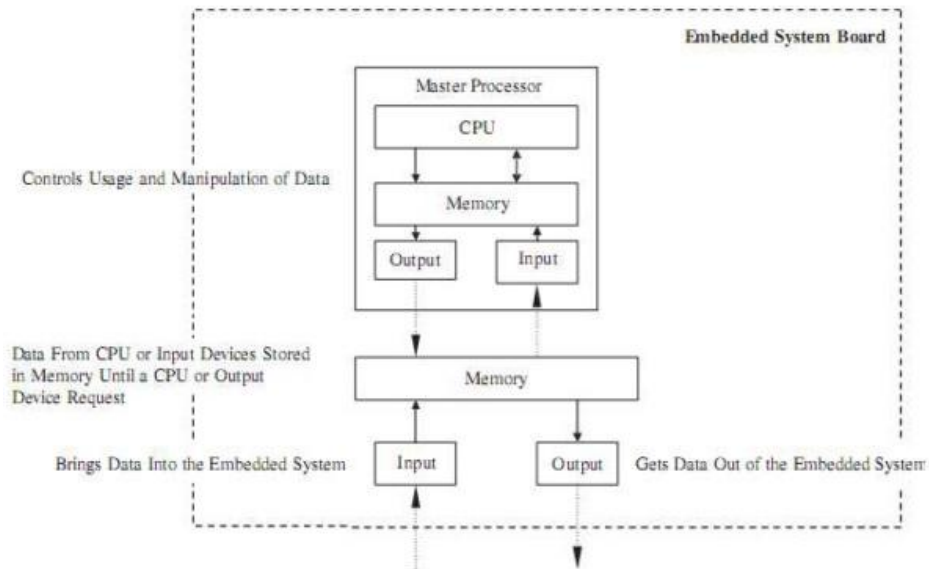 Embedded System Board
Master Processor
CPU
Controls Usage and Manipulation of Data
Memory
Output
Input
Data From CPU or Input Devices Stored
in Memory Until a CPU or Output
Device Request
Memory
Brings Data Into the Embedded System
Input
Output
Gets Data Out of the Embedded System